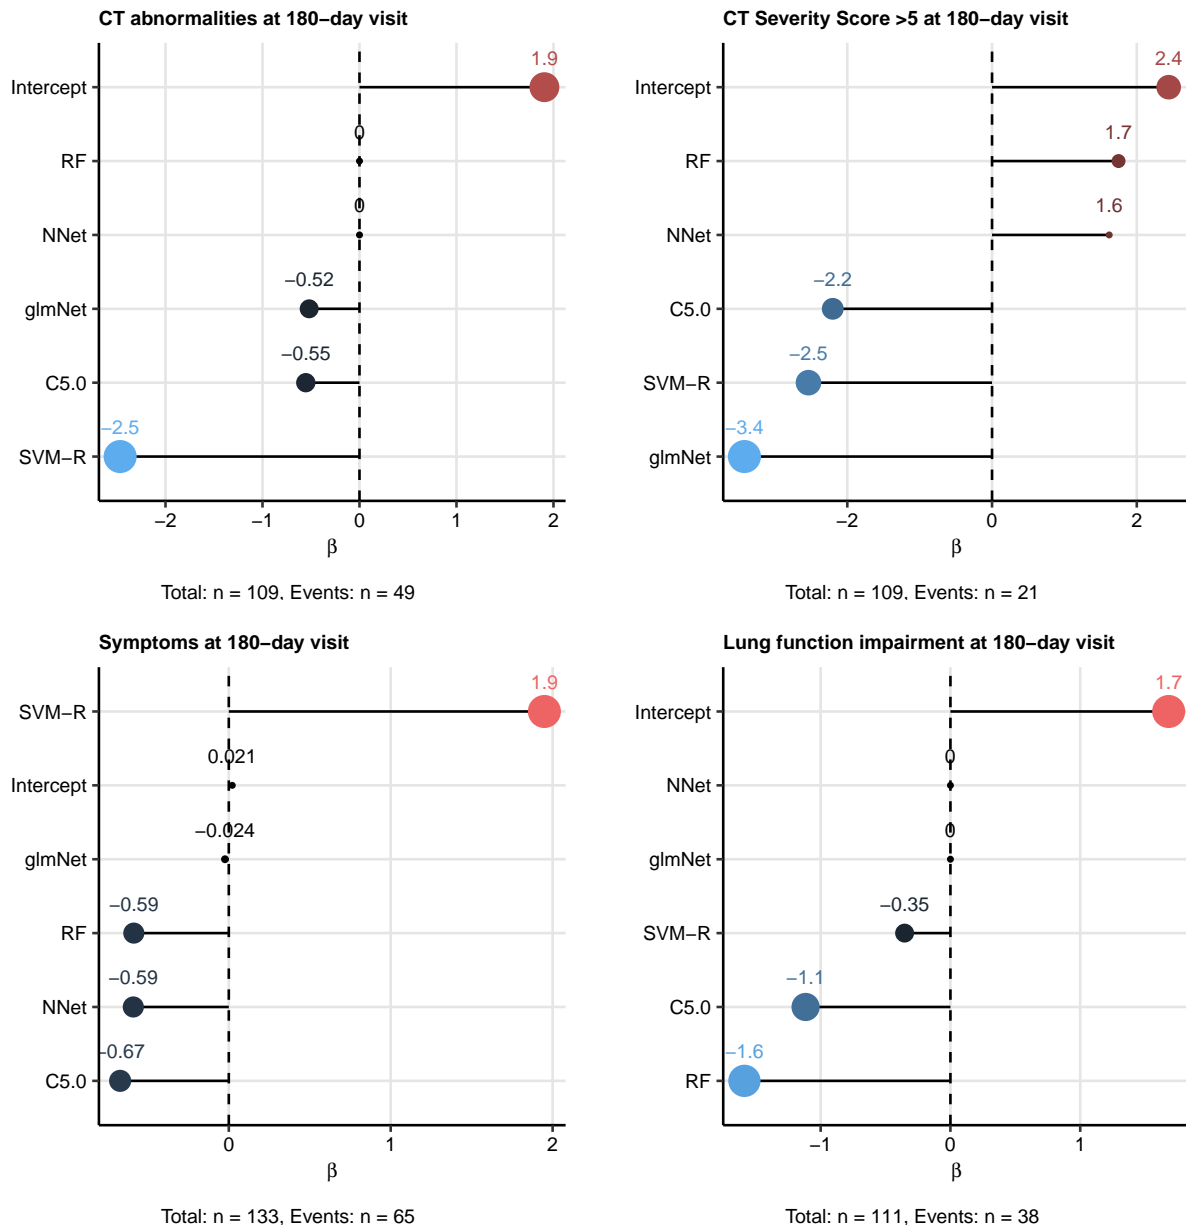 CT abnormalities at 180−day visit
1.9
Intercept
0
RF
0
NNet
−0.52
glmNet
−0.55
C5.0
−2.5
SVM−R
−2 −1 0 1 2
β
Total: n = 109, Events: n = 49
CT Severity Score >5 at 180−day visit
2.4
Intercept
1.7
RF
1.6
NNet
−2.2
C5.0
−2.5
SVM−R
−3.4
glmNet
−2 0 2
β
Total: n = 109, Events: n = 21
Symptoms at 180−day visit
1.9
SVM−R
0.021
Intercept
−0.024
glmNet
−0.59
RF
−0.59
NNet
−0.67
C5.0
0 1 2
β
Total: n = 133, Events: n = 65
Lung function impairment at 180−day visit
1.7
Intercept
0
NNet
0
glmNet
−0.35
SVM−R
−1.1
C5.0
−1.6
RF
−1 0 1
β
Total: n = 111, Events: n = 38